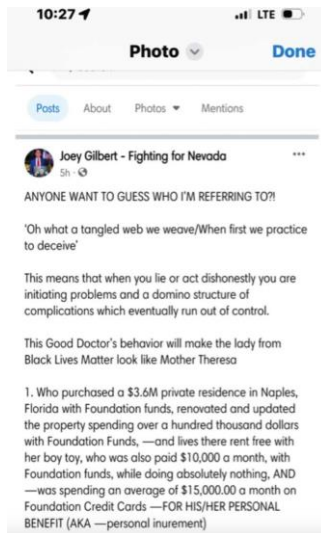 10:27
LTE
Photo
Done
Posts
About
Photos
Mentions
Joey Gilbert - Fighting for Nevada
5h
ANYONE WANT TO GUESS WHO I'M REFERRING TO?!
'Oh what a tangled web we weave/When first we practice
to deceive'
This means that when you lie or act dishonestly you are
initiating problems and a domino structure of
complications which eventually run out of control.
This Good Doctor's behavior will make the lady from
Black Lives Matter look like Mother Theresa
1. Who purchased a $3.6M private residence in Naples,
Florida with Foundation funds, renovated and updated
the property spending over a hundred thousand dollars
with Foundation Funds, —and lives there rent free with
her boy toy, who was also paid $10,000 a month, with
Foundation funds, while doing absolutely nothing, AND
—was spending an average of $15,000.00 a month on
Foundation Credit Cards —FOR HIS/HER PERSONAL
BENEFIT (AKA —personal inurement)